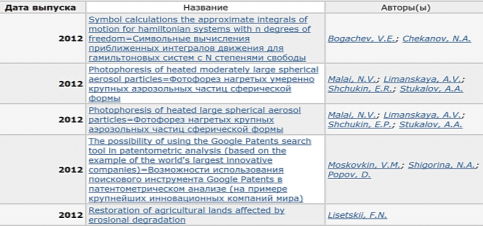 Дата выпуска Название Авторы(ы)
2012 Symbol calculations the approximate integrals of motion for hamiltonian systems with n degrees of freedom=Символьные вычисления приближенных интегралов движения для гамильтоновых систем с N степенями свободы Bogachev, V.E.; Chekanov, N.A.
2012 Photophoresis of heated moderately large spherical aerosol particles=Фотофорез нагретых умеренно крупных аэрозольных частиц сферической формы Malai, N.V.; Limanskaya, A.V.; Shchukin, E.R.; Stukalov, A.A.
2012 Photophoresis of heated large spherical aerosol particles=Фотофорез нагретых крупных аэрозольных частиц сферической формы Malai, N.V.; Limanskaya, A.V.; Shchukin, E.P.; Stukalov, A.A.
2012 The possibility of using the Google Patents search tool in patentometric analysis (based on the example of the world's largest innovative companies)=Возможности использования поискового инструмента Google Patents в патентометрическом анализе (на примере крупнейших инновационных компаний мира) Moskovkin, V.M.; Shigorina, N.A.; Popov, D.
2012 Restoration of agricultural lands affected by erosional degradation Lisetskii, F.N.